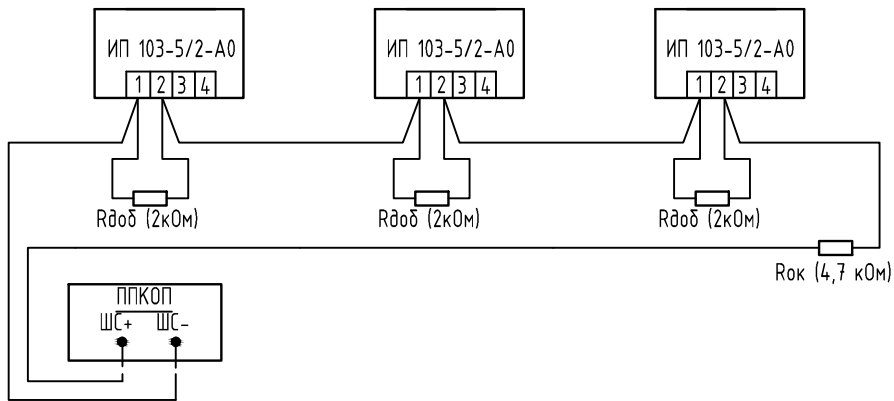 ИП 103-5/2-А0 ИП 103-5/2-А0 ИП 103-5/2-А0
1 2 3 4 1 2 3 4 1 2 3 4
Rдоб (2кОм) Rдоб (2кОм) Rдоб (2кОм)
Rок (4,7 кОм)
ППКОП
ШС+ ШС-